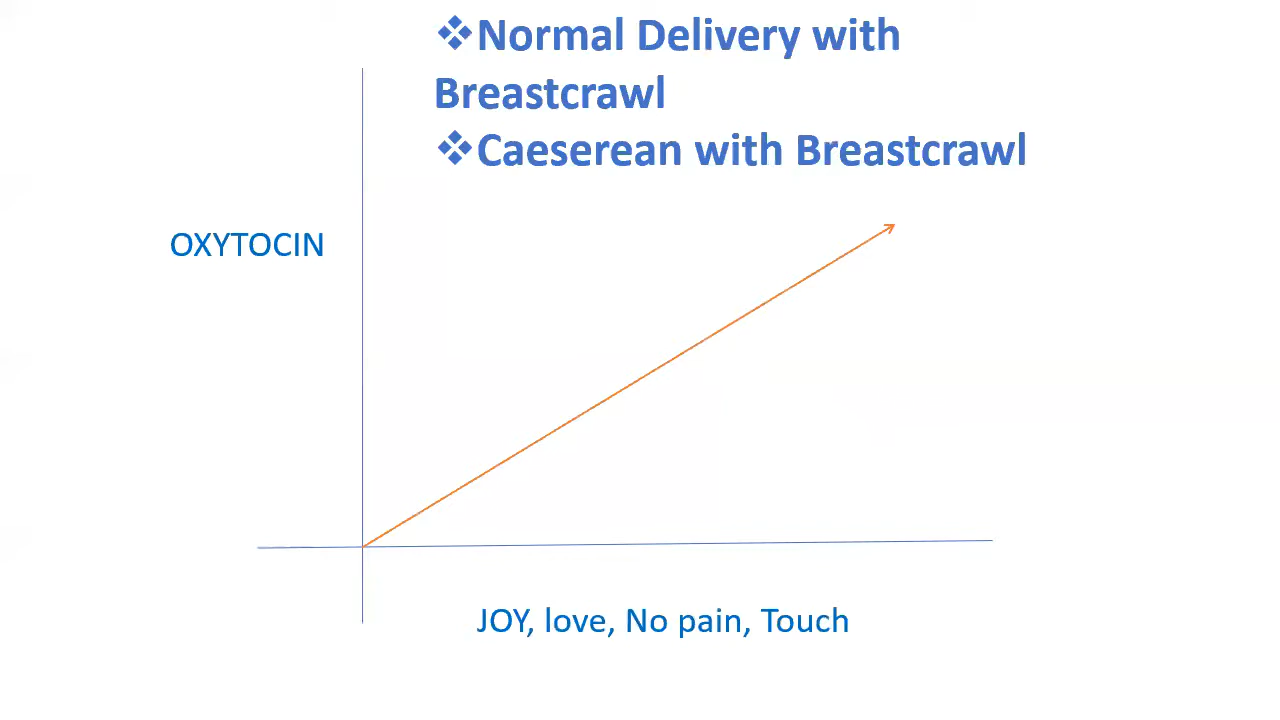 ❖Normal Delivery with
Breastcrawl
❖Caeserean with Breastcrawl
OXYTOCIN
JOY, love, No pain, Touch